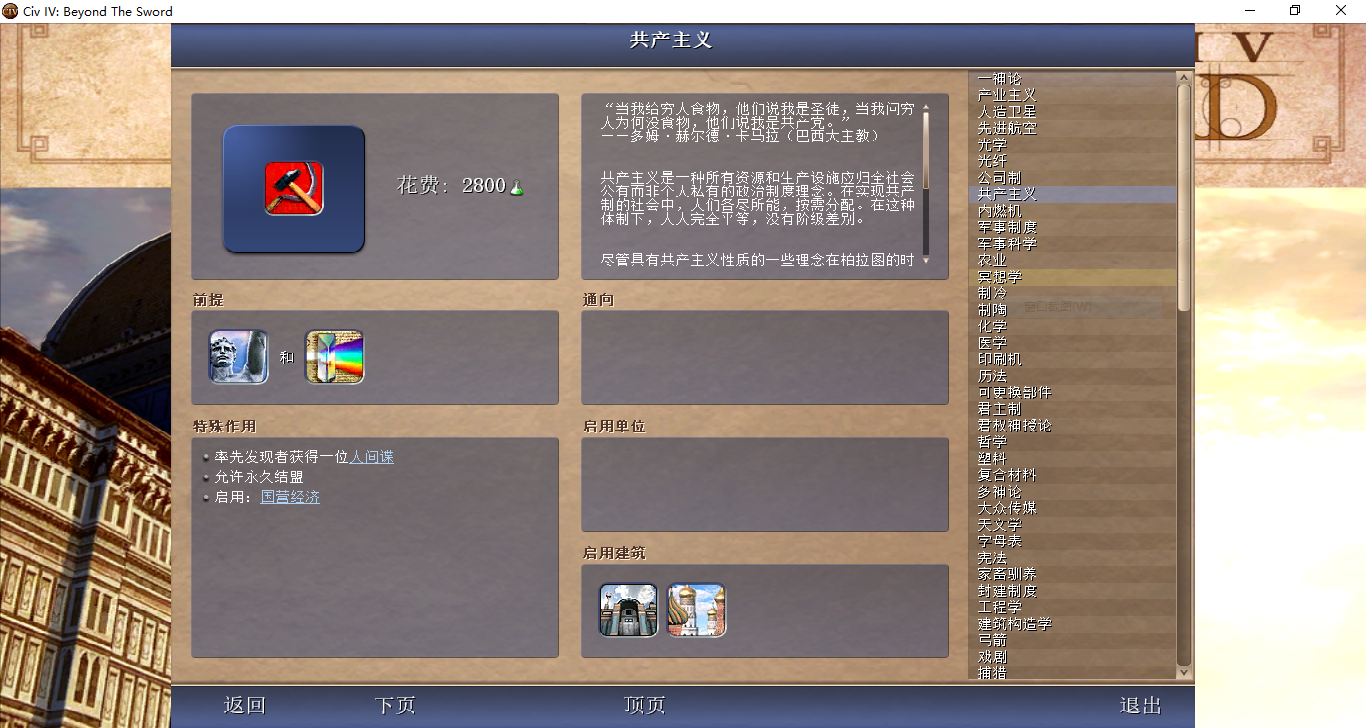 Civ IV: Beyond The Sword
共产主义
花费：2800
“当我给穷人食物，他们说我是圣徒，当我问穷
人为何没食物，他们说我是共产党。”
——多姆·赫尔德·卡马拉（巴西大主教）
共产主义是一种所有资源和生产设施应归全社会
公有而非个人私有的政治制度理念。在实现共产
制的社会中，人们各尽所能，按需分配。在这种
体制下，人人完全平等，没有阶级差别。
尽管具有共产主义性质的一些理念在柏拉图的时
前提
和
通向
特殊作用
率先发现者获得一位人间谍
允许永久结盟
启用：国营经济
启用单位
启用建筑
一神论
产业主义
人造卫星
先进航空
光学
光纤
公司制
共产主义
内燃机
军事制度
军事科学
农业
冥想学
制冷
制陶
化学
医学
印刷机
历法
可更换部件
君主制
君权神授论
哲学
塑料
复合材料
多神论
大众传媒
天文学
字母表
宪法
家畜驯养
封建制度
工程学
建筑构造学
弓箭
戏剧
捕猎
返回
下页
顶页
退出
IV